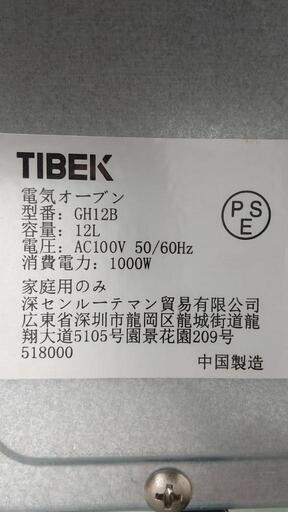 TIBEK
電気オーブン
型番: GH12B
容量: 12L
電圧: AC100V 50/60Hz
消費電力: 1000W
PSE
家庭用のみ
深センルーテマン貿易有限公司
広東省深圳市龍岡区龍城街道龍
翔大道5105号園景花園209号
518000
中国製造